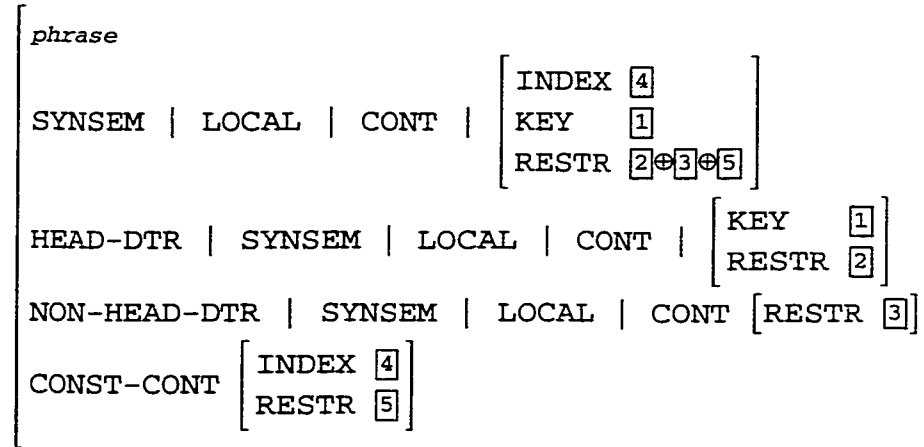 phrase
INDEX 4
SYNSEM | LOCAL | CONT | KEY 1
RESTR 2⊕3⊕5
HEAD-DTR | SYNSEM | LOCAL | CONT | KEY 1
RESTR 2
NON-HEAD-DTR | SYNSEM | LOCAL | CONT [RESTR 3]
CONST-CONT INDEX 4
RESTR 5